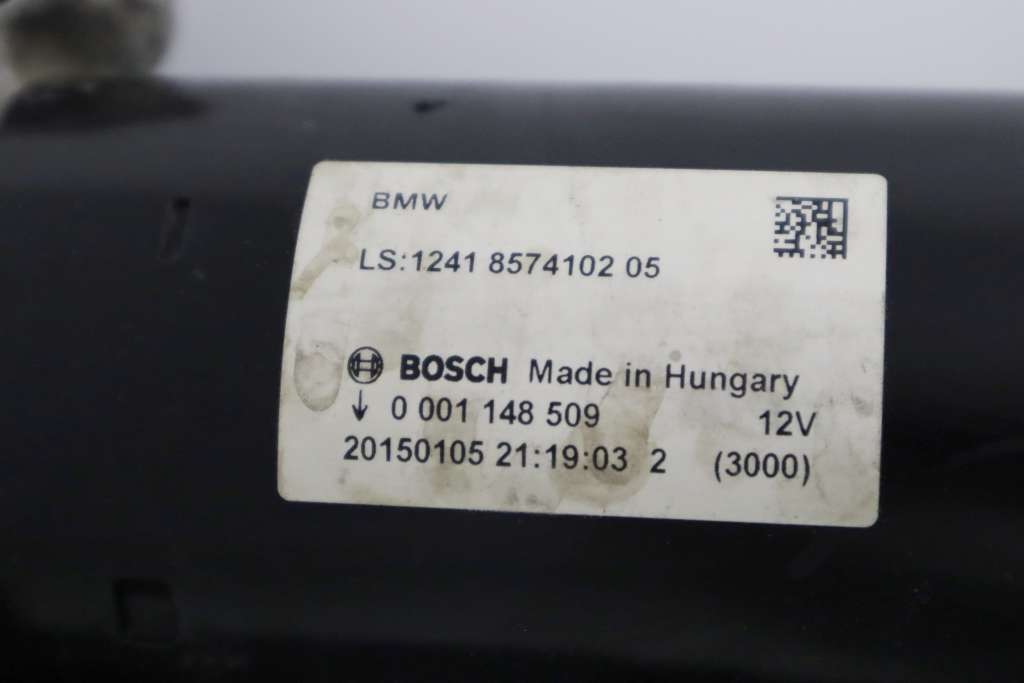 BMW
LS:1241 8574102 05
BOSCH Made in Hungary
↓ 0 001 148 509 12V
20150105 21:19:03 2 (3000)